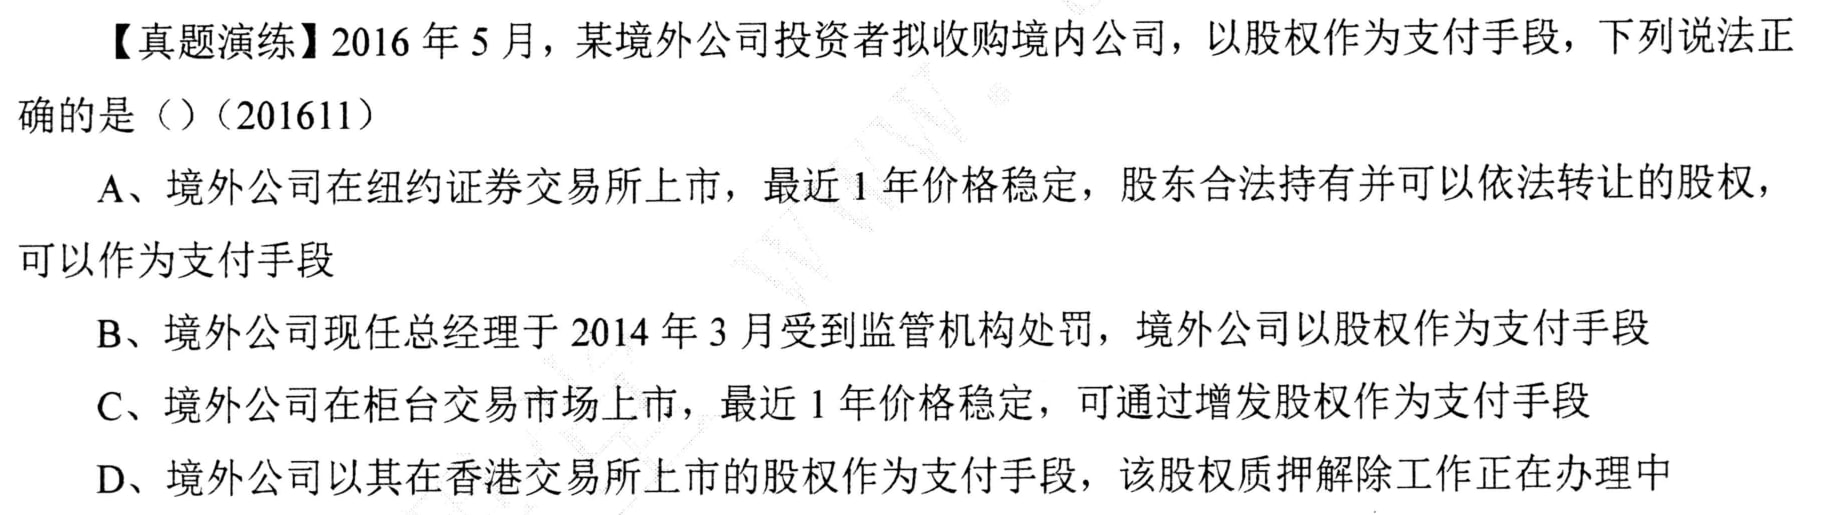 【真题演练】2016 年 5 月，某境外公司投资者拟收购境内公司，以股权作为支付手段，下列说法正
确的是（）（201611）
A、境外公司在纽约证券交易所上市，最近 1 年价格稳定，股东合法持有并可以依法转让的股权，
可以作为支付手段
B、境外公司现任总经理于 2014 年 3 月受到监管机构处罚，境外公司以股权作为支付手段
C、境外公司在柜台交易市场上市，最近 1 年价格稳定，可通过增发股权作为支付手段
D、境外公司以其在香港交易所上市的股权作为支付手段，该股权质押解除工作正在办理中